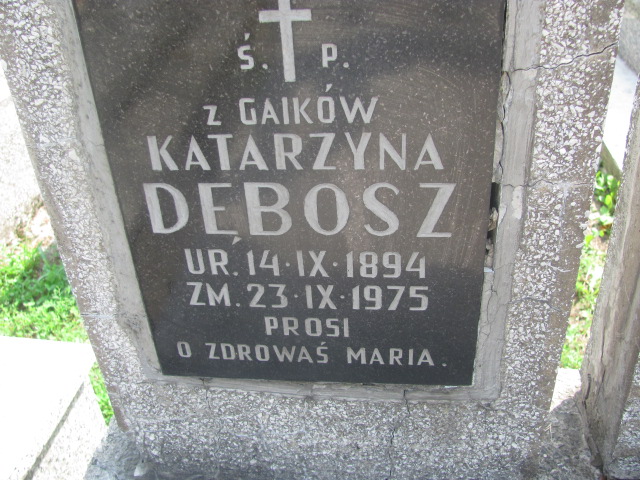 Ś. P.
Z GAIKÓW
KATARZYNA
DĘBOSZ
UR. 14·IX·1894
ZM. 23·IX·1975
PROSI
O ZDROWAŚ MARIA.